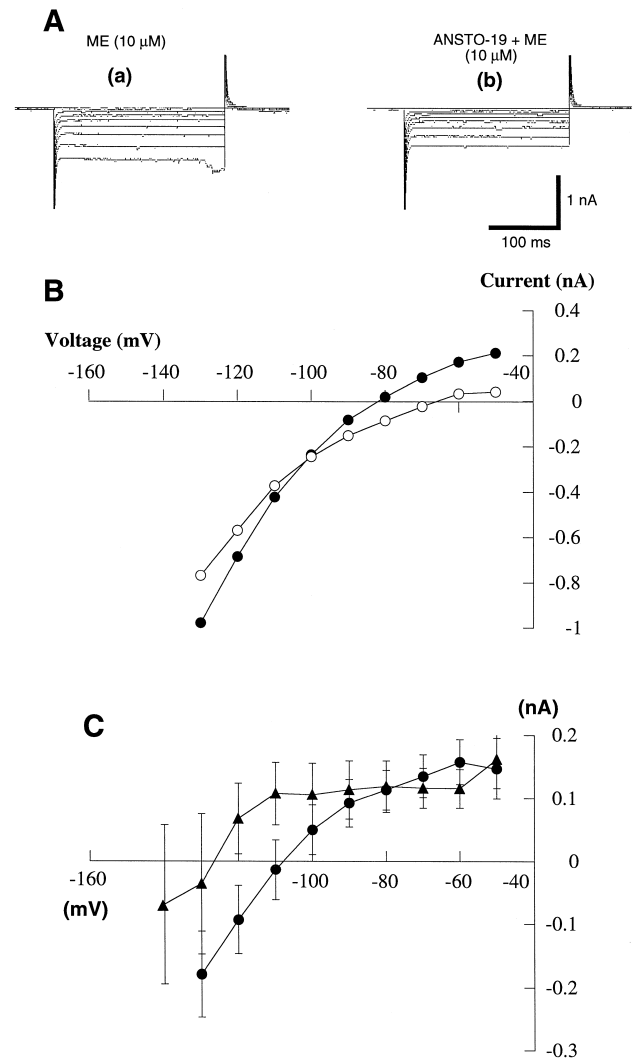 A
ME (10 μM)
(a)
ANSTO-19 + ME
(10 μM)
(b)
1 nA
100 ms
B
Current (nA)
Voltage (mV)
0.4
0.2
0
-0.2
-0.4
-0.6
-0.8
-1
-160 -140 -120 -100 -80 -40
C
(nA)
0.2
0.1
0
-0.1
-0.2
-0.3
-160 -100 -80 -60 -40
(mV)